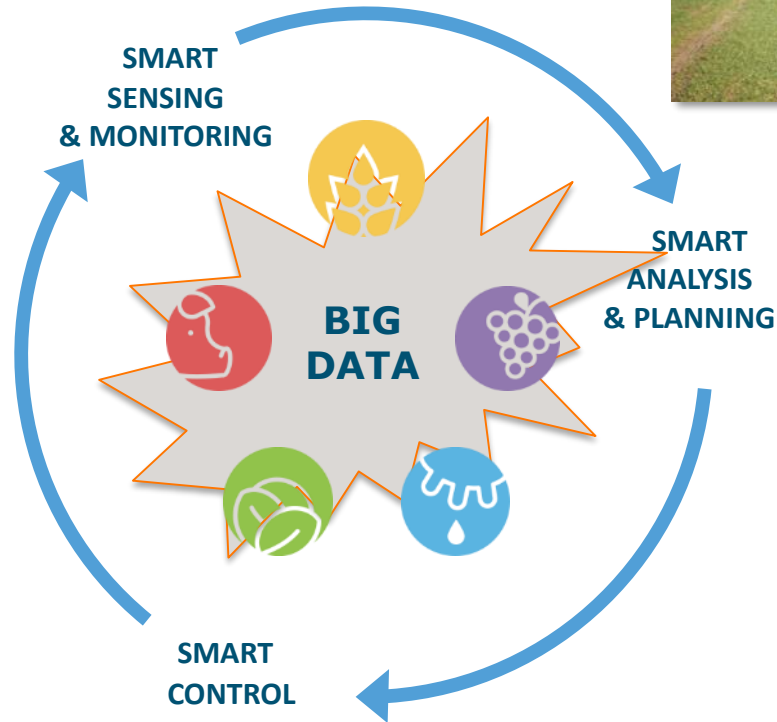 SMART
SENSING
& MONITORING
SMART
ANALYSIS
& PLANNING
BIG
DATA
SMART
CONTROL